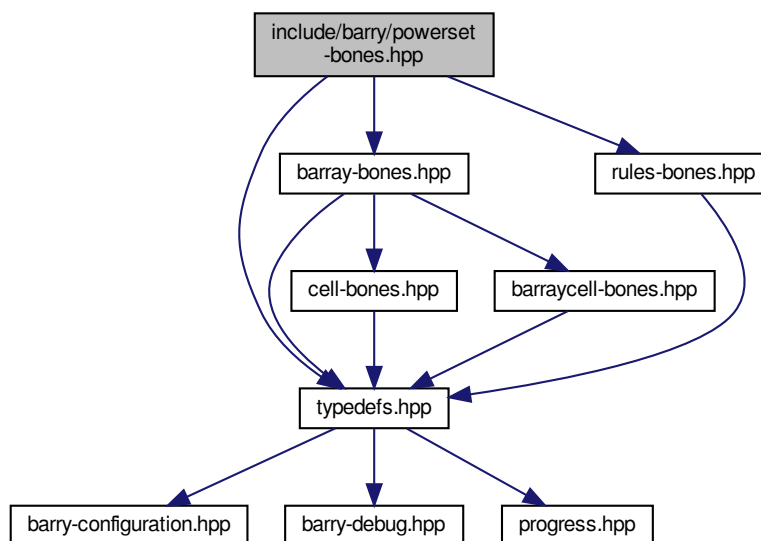 include/barry/powerset
-bones.hpp
barray-bones.hpp
rules-bones.hpp
cell-bones.hpp
barraycell-bones.hpp
typedefs.hpp
barry-configuration.hpp
barry-debug.hpp
progress.hpp